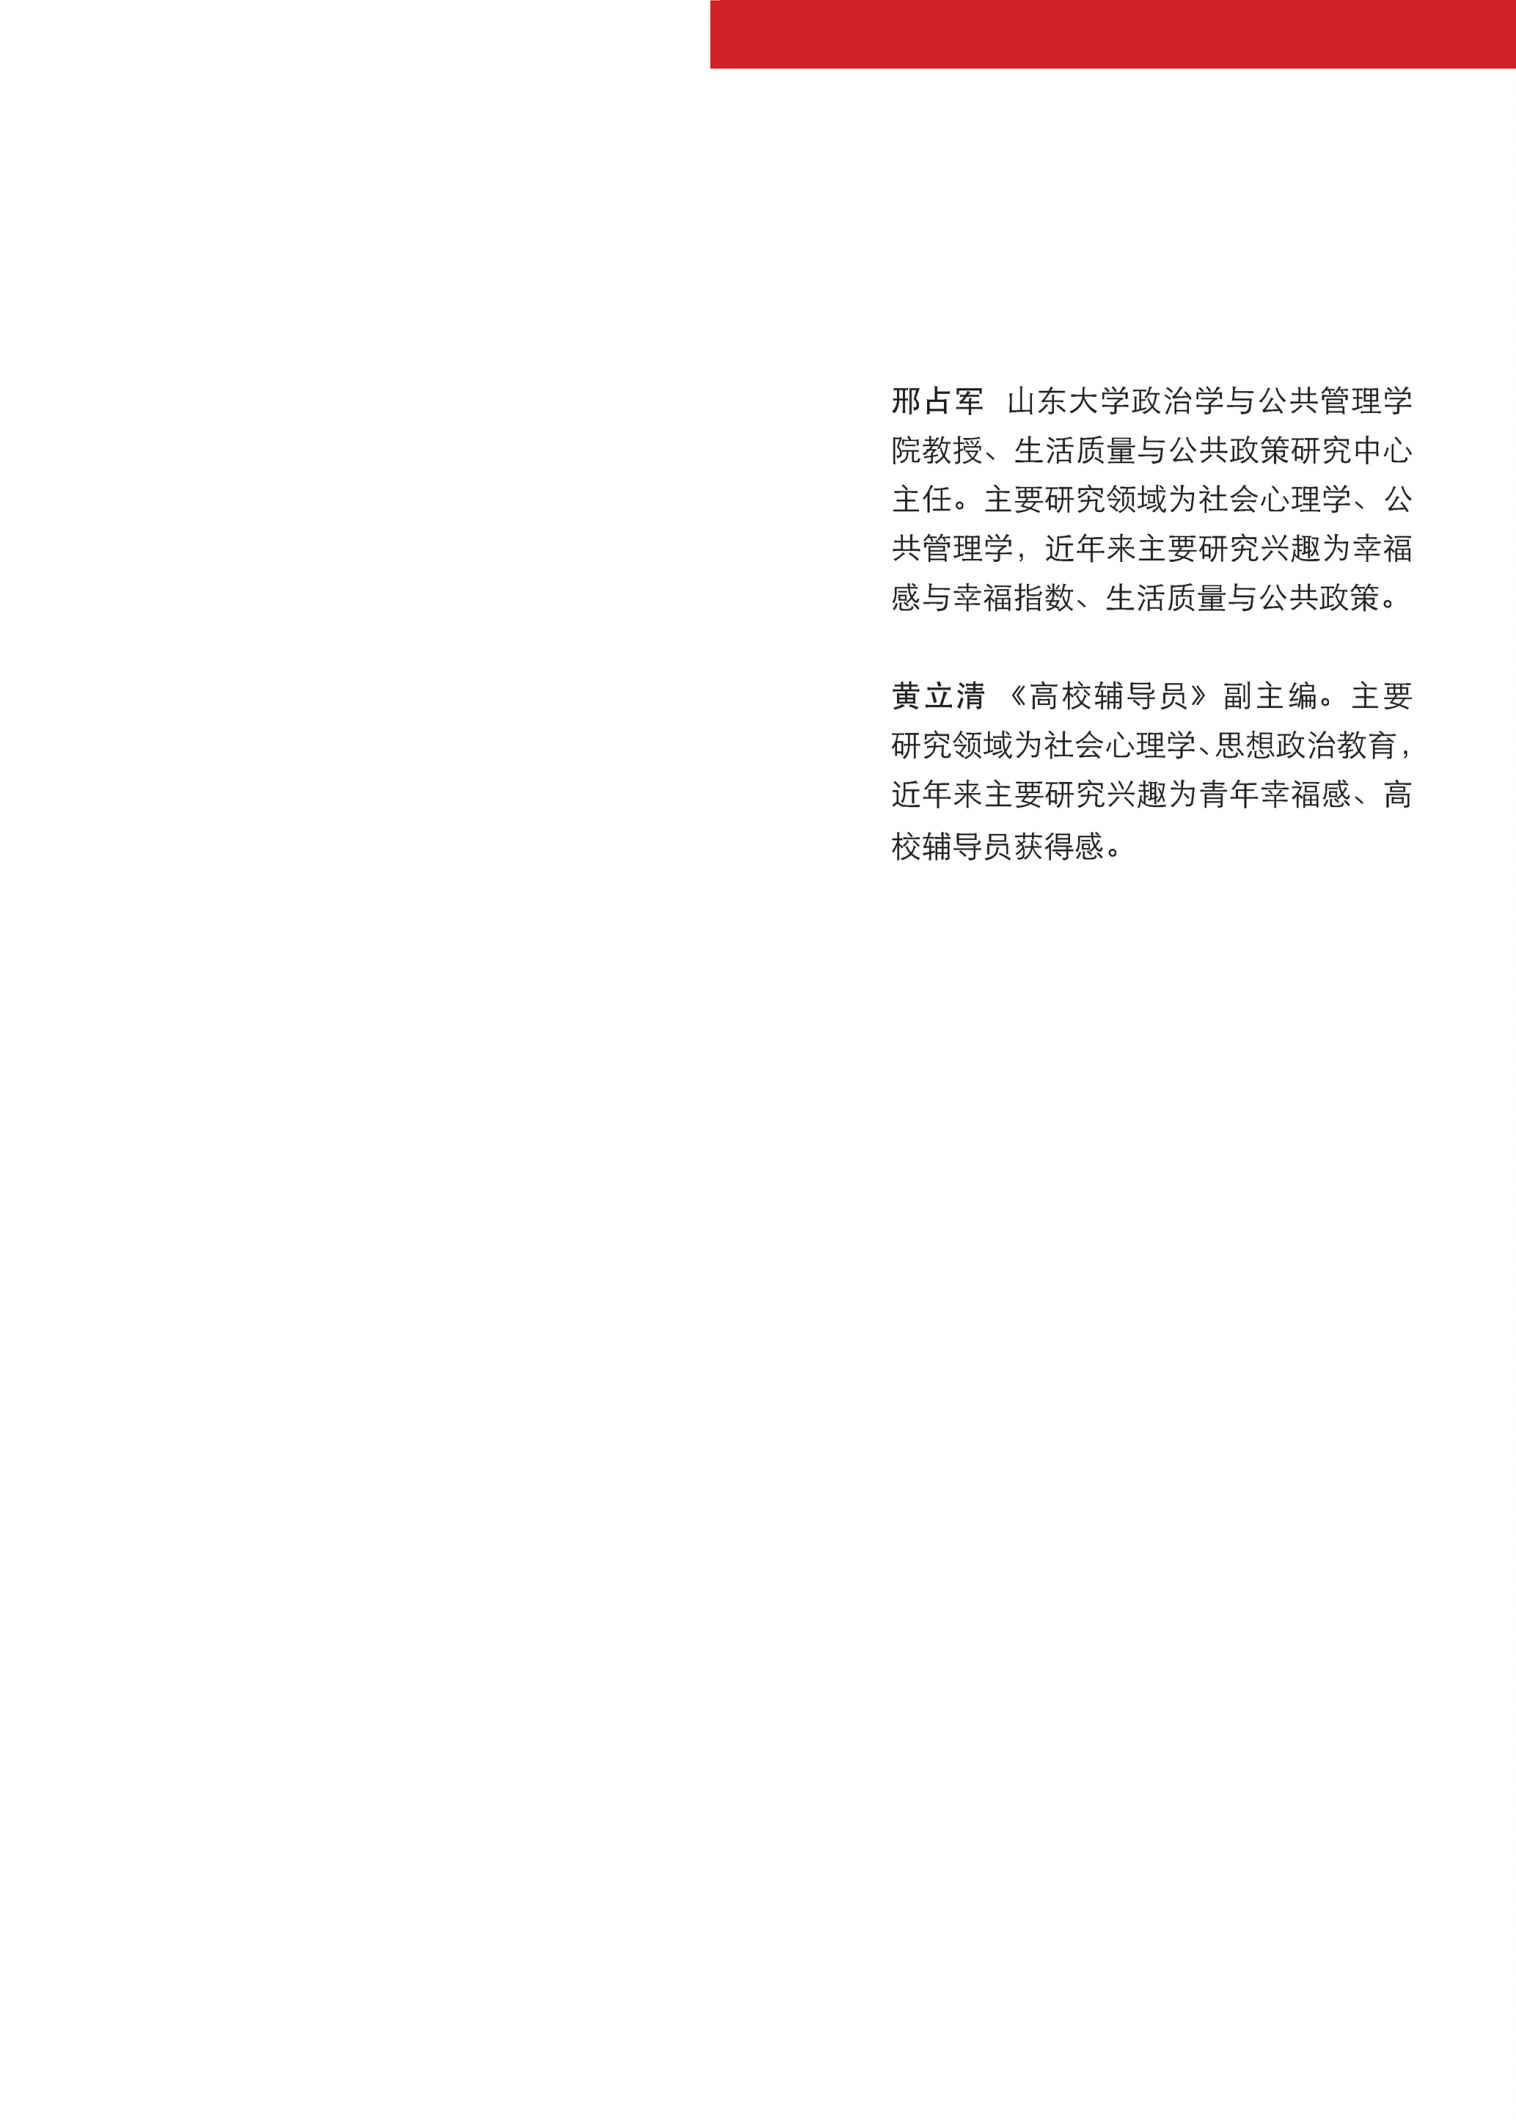 邢占军 山东大学政治学与公共管理学
院教授、生活质量与公共政策研究中心
主任。主要研究领域为社会心理学、公
共管理学，近年来主要研究兴趣为幸福
感与幸福指数、生活质量与公共政策。
黄立清 《高校辅导员》副主编。主要
研究领域为社会心理学、思想政治教育，
近年来主要研究兴趣为青年幸福感、高
校辅导员获得感。